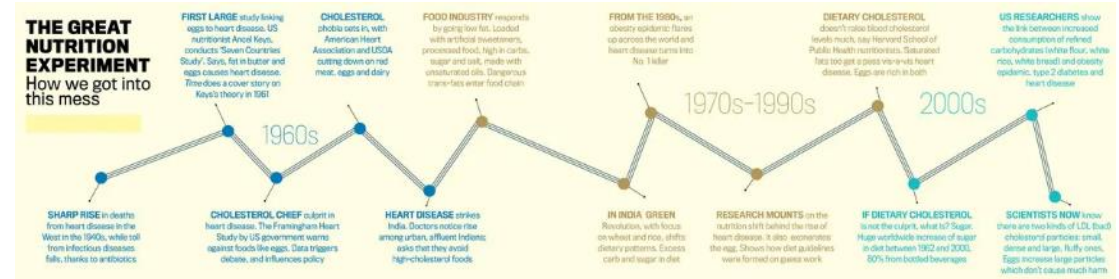 THE GREAT
NUTRITION
EXPERIMENT
How we got into
this mess
FIRST LARGE study linking
eggs to heart disease. US
nutritionist Ancel Keys,
conducts 'Seven Countries
Study'. Says, fat in butter and
eggs causes heart disease.
Time does a cover story on
Keys's theory in 1961
CHOLESTEROL
phobia sets in, with
American Heart
Association and USDA
cutting down on red
meat, eggs and dairy
FOOD INDUSTRY responds
by going low fat. Loaded
with artificial sweeteners,
processed food, high in carbs,
sugar and salt, made with
unsaturated oils. Dangerous
trans-fats enter food chain
FROM THE 1980s, an
obesity epidemic flares
up across the world and
heart disease turns into
No. 1 killer
DIETARY CHOLESTEROL
doesn't raise blood cholesterol
levels much, say Harvard School of
Public Health nutritionists. Saturated
fats too get a pass vis-a-vis heart
disease. Eggs are rich in both
US RESEARCHERS show
the link between increased
consumption of refined
carbohydrates (white flour, white
rice, white bread) and obesity
epidemic, type 2 diabetes and
heart disease
1960s
1970s-1990s
2000s
SHARP RISE in deaths
from heart disease in the
West in the 1940s, while toll
from infectious diseases
falls, thanks to antibiotics
CHOLESTEROL CHIEF culprit in
heart disease. The Framingham Heart
Study by US government warns
against foods like eggs. Data triggers
debate, and influences policy
HEART DISEASE strikes
India. Doctors notice rise
among urban, affluent Indians;
asks that they avoid
high-cholesterol foods
IN INDIA GREEN
Revolution, with focus
on wheat and rice, shifts
dietary patterns. Excess
carb and sugar in diet
RESEARCH MOUNTS on the
nutrition shift behind the rise of
heart disease. It also exonerates
the egg. Shows how diet guidelines
were formed on guess work
IF DIETARY CHOLESTEROL
is not the culprit, what is? Sugar.
Huge worldwide increase of sugar
in diet between 1962 and 2000,
80% from bottled beverages
SCIENTISTS NOW know
there are two kinds of LDL (bad)
cholesterol particles: small,
dense and large, fluffy ones.
Eggs increase large particles
which don't cause much harm